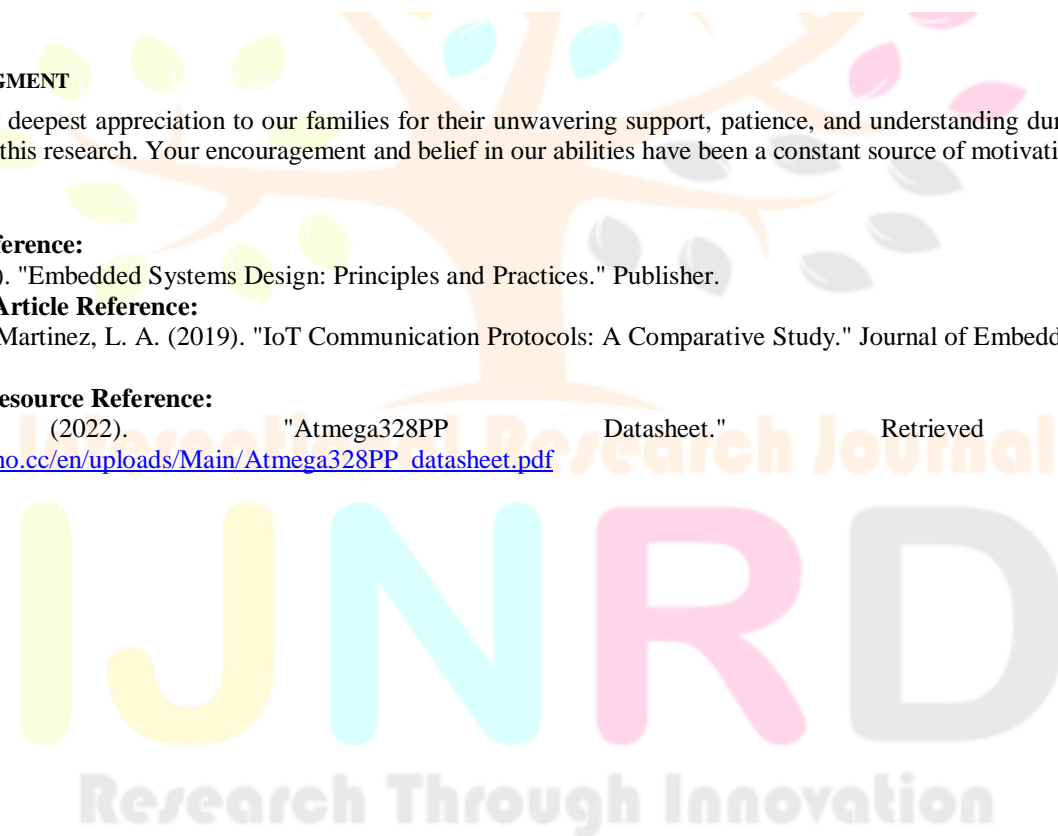 GMENT
deepest appreciation to our families for their unwavering support, patience, and understanding dur
this research. Your encouragement and belief in our abilities have been a constant source of motivati
ference:
). "Embedded Systems Design: Principles and Practices." Publisher.
Article Reference:
Martinez, L. A. (2019). "IoT Communication Protocols: A Comparative Study." Journal of Embedd
esource Reference:
(2022). "Atmega328PP Datasheet." Retrieved
no.cc/en/uploads/Main/Atmega328PP_datasheet.pdf
International Research Journal
IJNRD
Research Through Innovation